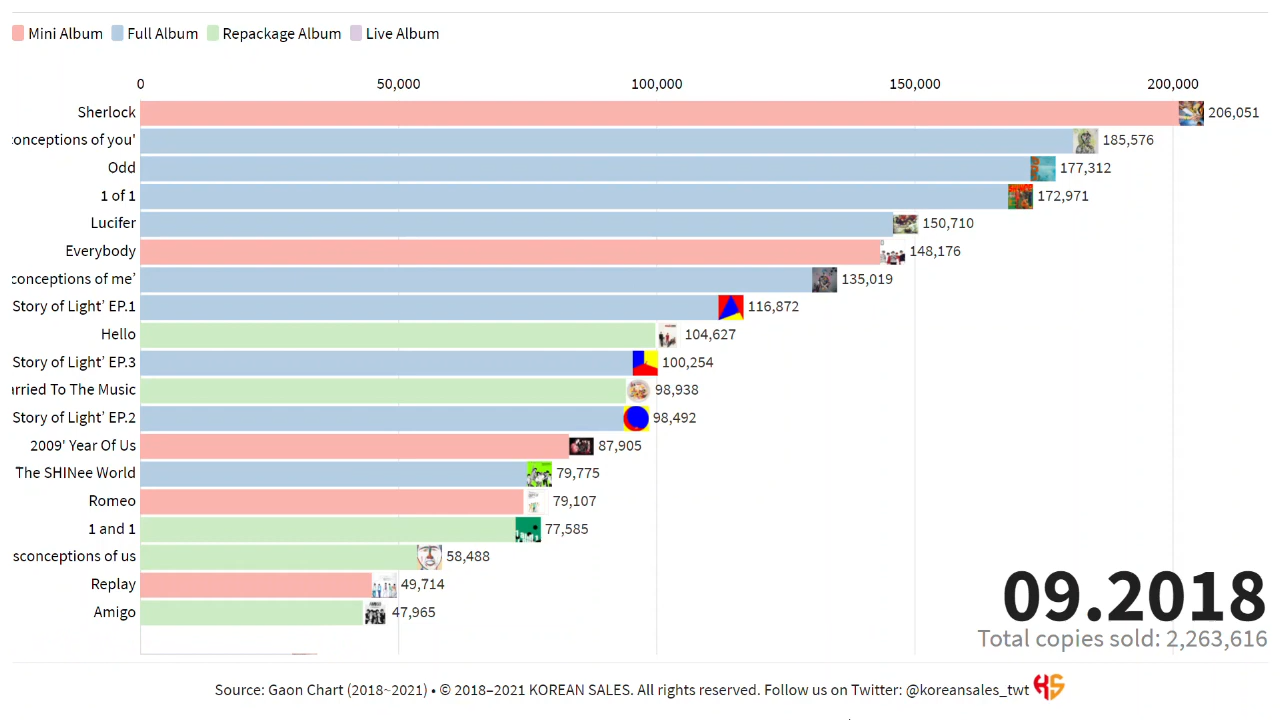 Mini Album Full Album Repackage Album Live Album
0 50,000 100,000 150,000 200,000
Sherlock 206,051
conceptions of you' 185,576
Odd 177,312
1 of 1 172,971
Lucifer 150,710
Everybody 148,176
conceptions of me’ 135,019
Story of Light’ EP.1 116,872
Hello 104,627
Story of Light’ EP.3 100,254
arried To The Music 98,938
Story of Light’ EP.2 98,492
2009’ Year Of Us 87,905
The SHINee World 79,775
Romeo 79,107
1 and 1 77,585
sconceptions of us 58,488
Replay 49,714
Amigo 47,965
09.2018
Total copies sold: 2,263,616
Source: Gaon Chart (2018~2021) • © 2018–2021 KOREAN SALES. All rights reserved. Follow us on Twitter: @koreansales_twt KS